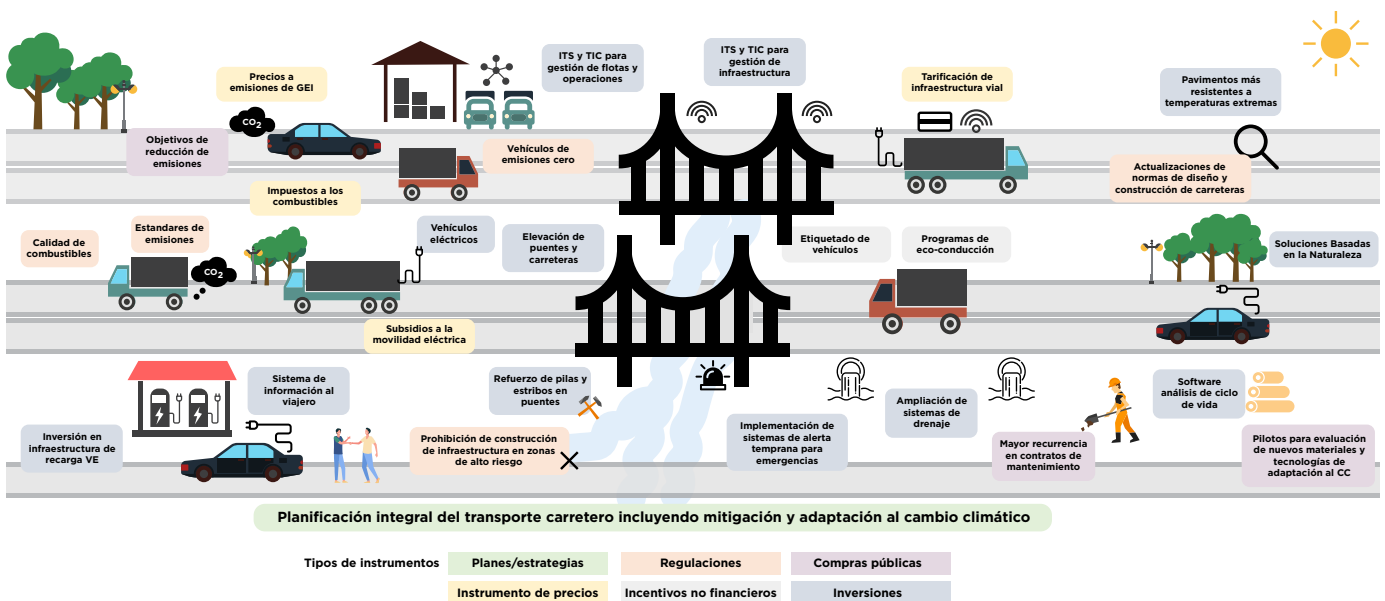 Precios a
emisiones de GEI
ITS y TIC para
gestión de flotas y
operaciones
ITS y TIC para
gestión de
infraestructura
Tarificación de
infraestructura vial
Pavimentos más
resistentes a
temperaturas extremas
CO2
Objetivos de
reducción de
emisiones
Vehículos de
emisiones cero
Actualizaciones de
normas de diseño y
construcción de carreteras
Impuestos a los
combustibles
Calidad de
combustibles
Estandares de
emisiones
CO2
Vehículos
eléctricos
Elevación de
puentes y
carreteras
Etiquetado de
vehículos
Programas de
eco-conducción
Soluciones Basadas
en la Naturaleza
Subsidios a la
movilidad eléctrica
Sistema de
información al
viajero
Refuerzo de pilas y
estribos en
puentes
Software
análisis de ciclo
de vida
Inversión en
infraestructura de
recarga VE
Prohibición de construcción
de infraestructura en zonas
de alto riesgo
Implementación de
sistemas de alerta
temprana para
emergencias
Ampliación de
sistemas de
drenaje
Mayor recurrencia
en contratos de
mantenimiento
Pilotos para evaluación
de nuevos materiales y
tecnologías de
adaptación al CC
Planificación integral del transporte carretero incluyendo mitigación y adaptación al cambio climático
Tipos de instrumentos
Planes/estrategias
Regulaciones
Compras públicas
Instrumento de precios
Incentivos no financieros
Inversiones